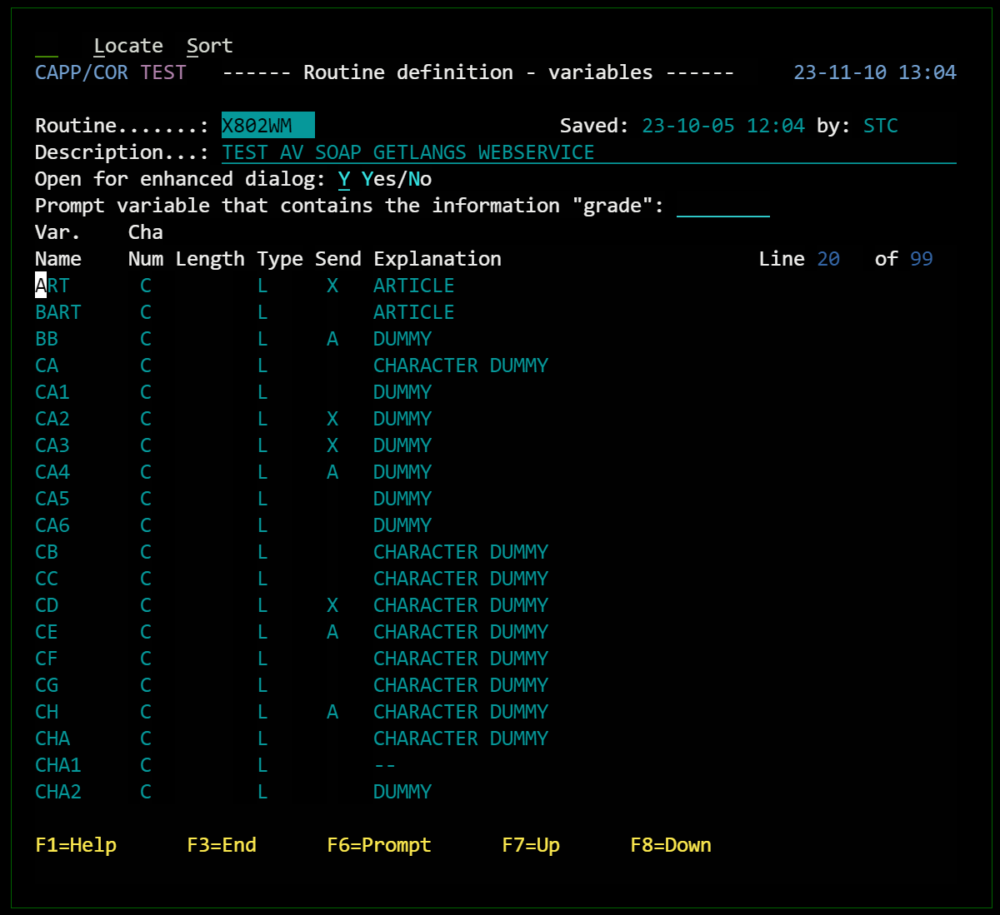 Locate  Sort
CAPP/COR TEST   ------ Routine definition - variables ------     23-11-10 13:04
Routine.......: X802WM                       Saved: 23-10-05 12:04 by: STC
Description...: TEST AV SOAP GETLANGS WEBSERVICE
Open for enhanced dialog: Y Yes/No
Prompt variable that contains the information "grade":
Var.    Cha
Name    Num Length Type Send Explanation                      Line 20   of 99
ART     C         L     X   ARTICLE
BART    C         L         ARTICLE
BB      C         L     A   DUMMY
CA      C         L         CHARACTER DUMMY
CA1     C         L         DUMMY
CA2     C         L     X   DUMMY
CA3     C         L     X   DUMMY
CA4     C         L     A   DUMMY
CA5     C         L         DUMMY
CA6     C         L         DUMMY
CB      C         L         CHARACTER DUMMY
CC      C         L         CHARACTER DUMMY
CD      C         L     X   CHARACTER DUMMY
CE      C         L     A   CHARACTER DUMMY
CF      C         L         CHARACTER DUMMY
CG      C         L         CHARACTER DUMMY
CH      C         L     A   CHARACTER DUMMY
CHA     C         L         CHARACTER DUMMY
CHA1    C         L         --
CHA2    C         L         DUMMY
F1=Help      F3=End      F6=Prompt      F7=Up      F8=Down